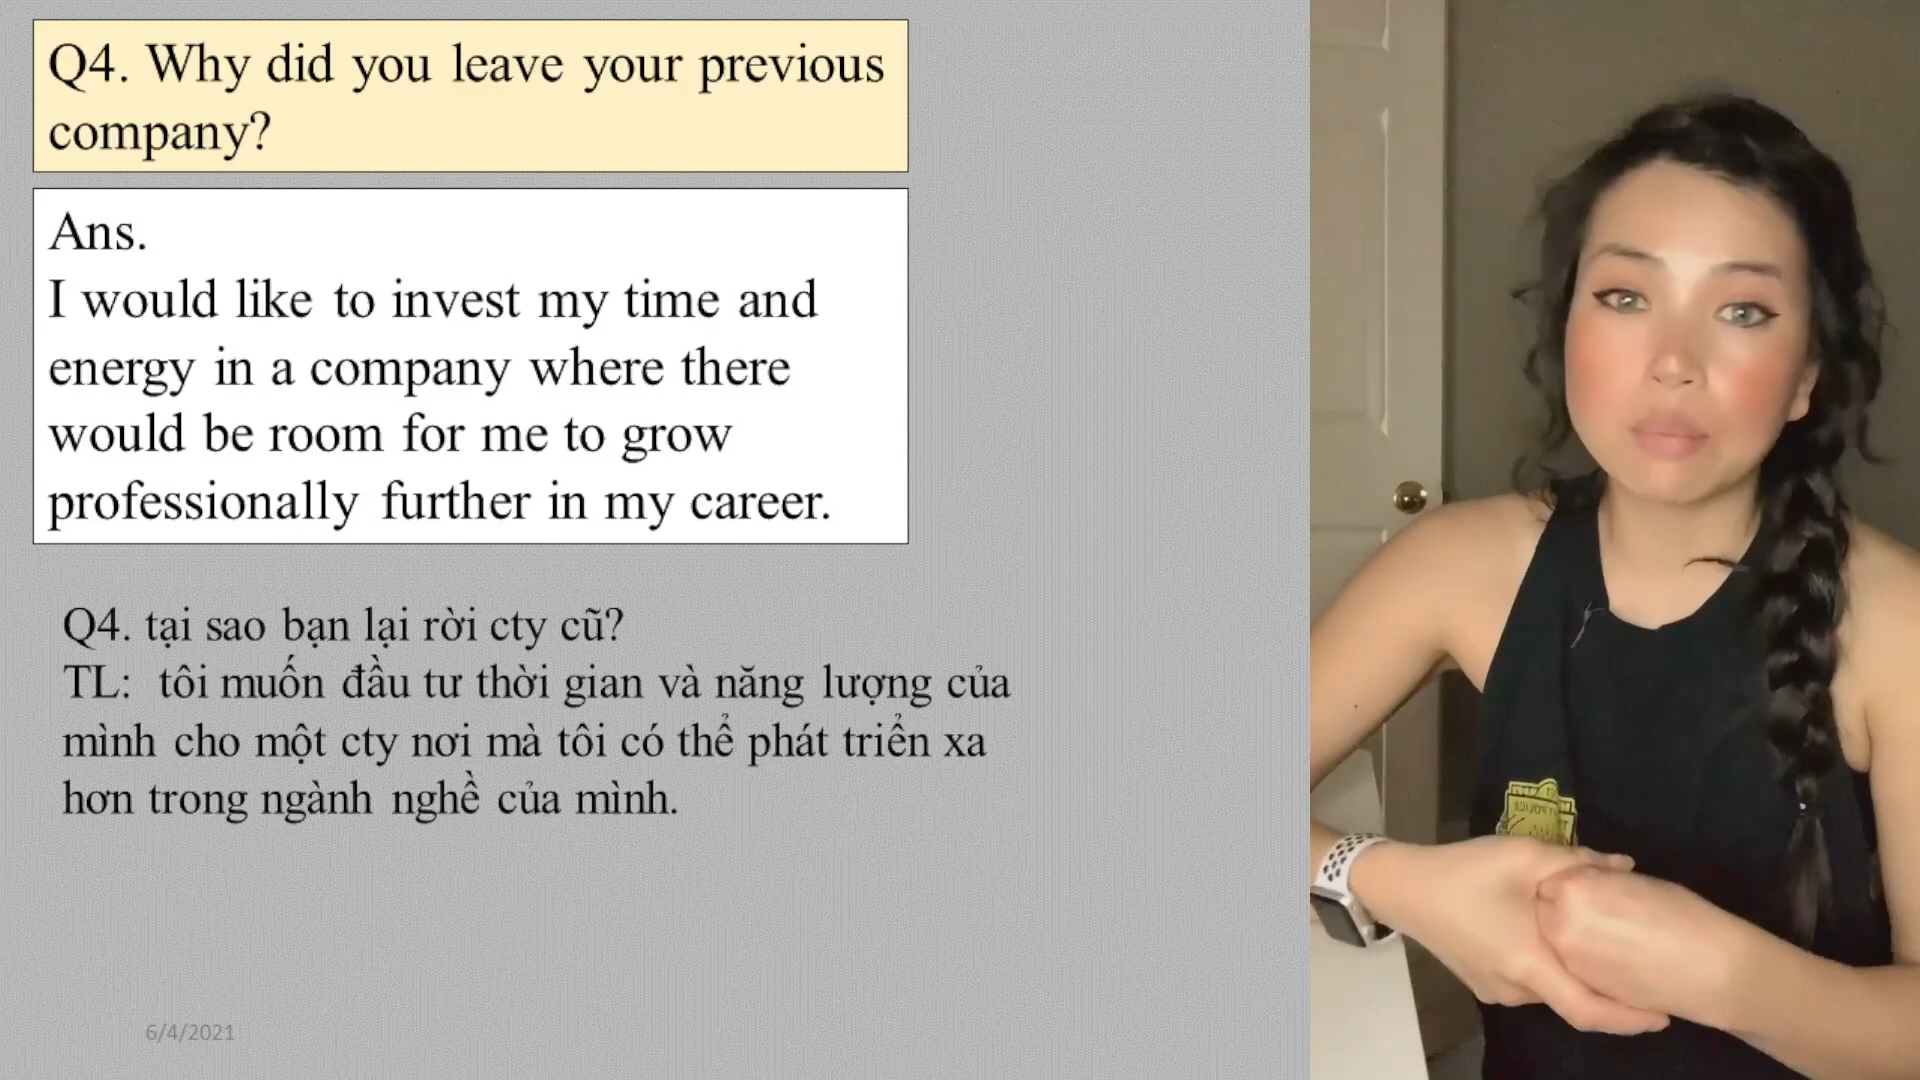 Q4. Why did you leave your previous
company?
Ans.
I would like to invest my time and
energy in a company where there
would be room for me to grow
professionally further in my career.
Q4. tại sao bạn lại rời cty cũ?
TL: tôi muốn đầu tư thời gian và năng lượng của
mình cho một cty nơi mà tôi có thể phát triển xa
hơn trong ngành nghề của mình.
6/4/2021